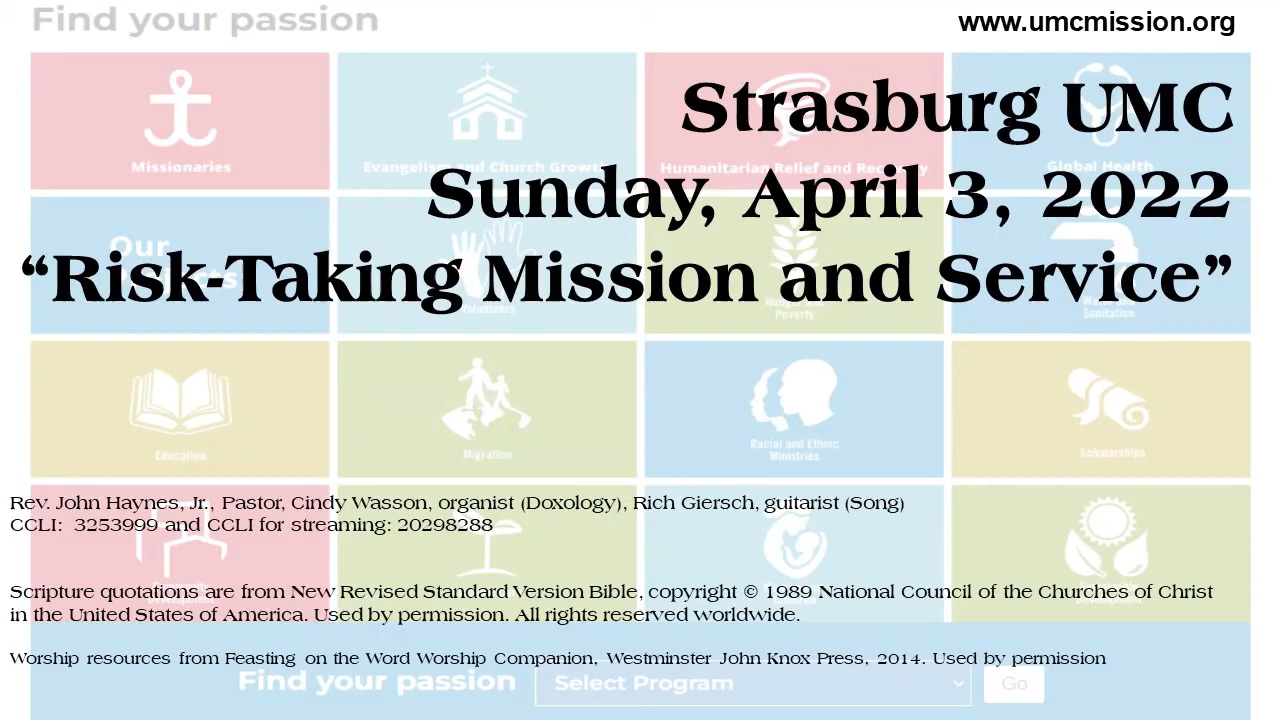 Find your passion
www.umcmission.org
Missionaries
Evangelism and Church Growth
Humanitarian Relief and Recovery
Global Health
Strasburg UMC
Sunday, April 3, 2022
“Risk-Taking Mission and Service”
Our
Volunteers
Poverty
Water and
Sanitation
Education
Migration
Racial and Ethnic
Ministries
Scholarships
Rev. John Haynes, Jr., Pastor, Cindy Wasson, organist (Doxology), Rich Giersch, guitarist (Song)
CCLI: 3253999 and CCLI for streaming: 20298288
Community
Scripture quotations are from New Revised Standard Version Bible, copyright © 1989 National Council of the Churches of Christ
in the United States of America. Used by permission. All rights reserved worldwide.
Worship resources from Feasting on the Word Worship Companion, Westminster John Knox Press, 2014. Used by permission
Find your passion
Select Program
Go